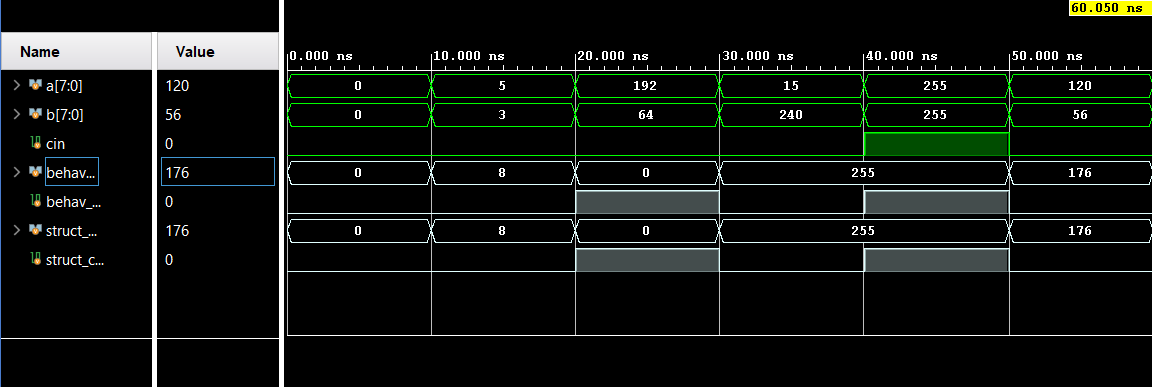 60.050 ns
Name Value
0.000 ns 10.000 ns 20.000 ns 30.000 ns 40.000 ns 50.000 ns
a[7:0] 120 0 5 192 15 255 120
b[7:0] 56 0 3 64 240 255 56
cin 0
behav... 176 0 8 0 255 176
behav_... 0
struct_... 176 0 8 0 255 176
struct_c... 0